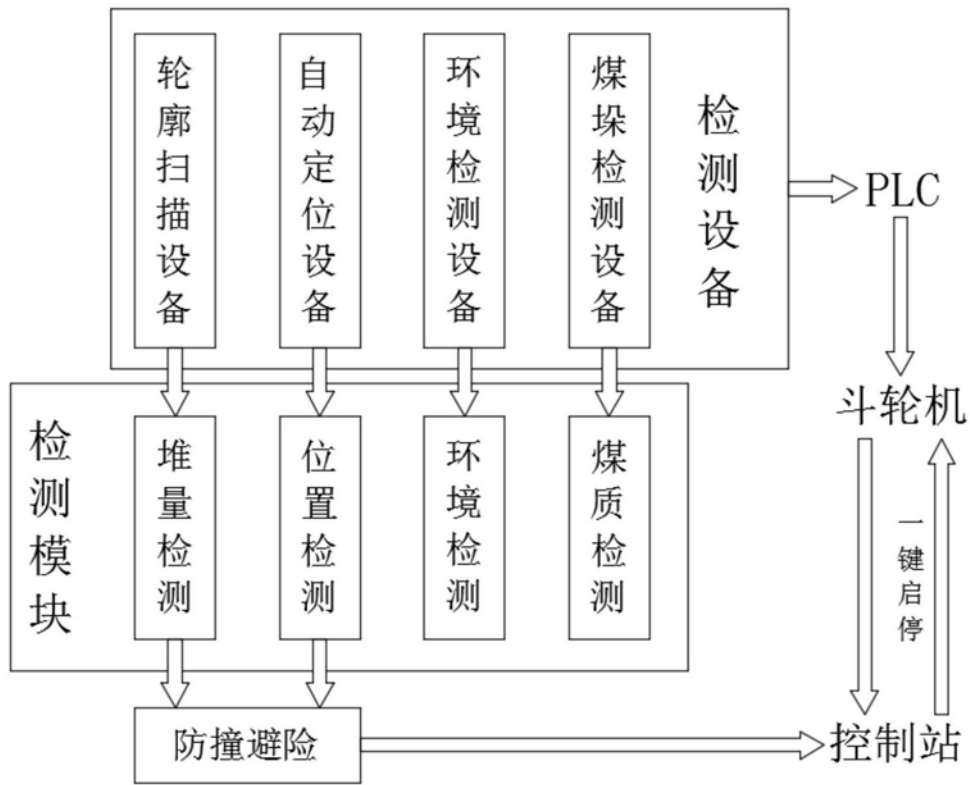 轮廓扫描设备
自动定位设备
环境检测设备
煤垛检测设备
检测设备
PLC
斗轮机
检测模块
堆量检测
位置检测
环境检测
煤质检测
一键启停
防撞避险
控制站